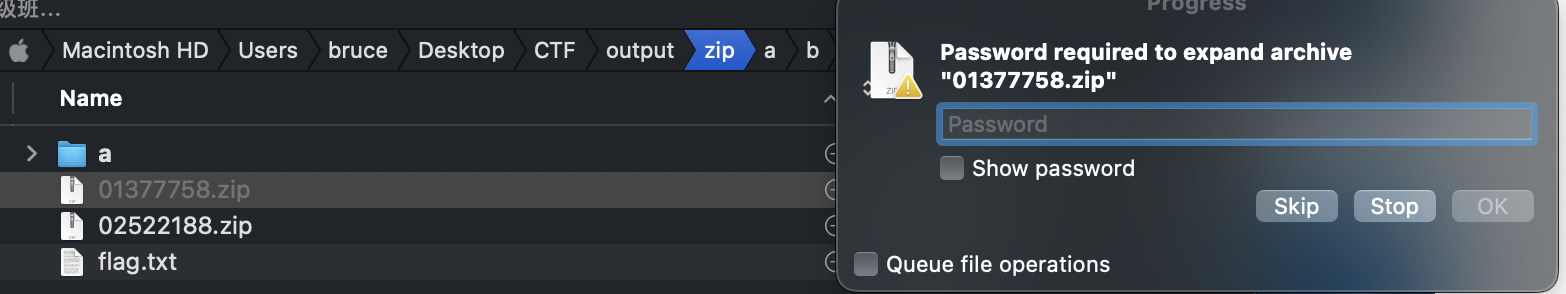 级班...
Progress
Macintosh HD Users bruce Desktop CTF output zip a b
Name
a
01377758.zip
02522188.zip
flag.txt
Password required to expand archive
"01377758.zip"
Password
Show password
Skip Stop OK
Queue file operations